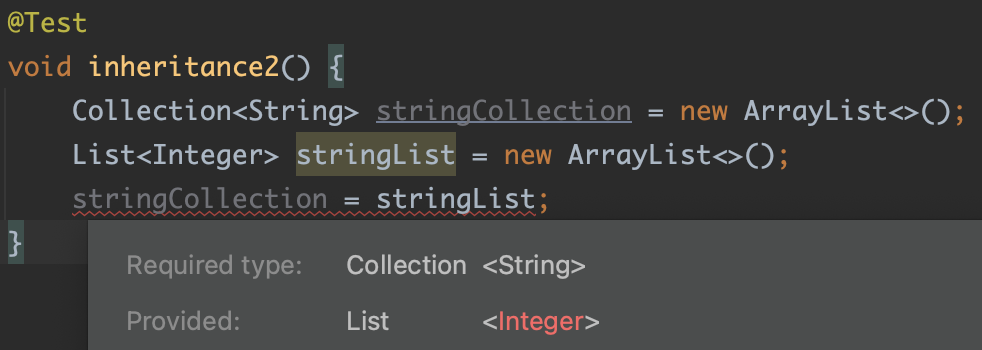 @Test
void inheritance2() {
Collection<String> stringCollection = new ArrayList<>();
List<Integer> stringList = new ArrayList<>();
stringCollection = stringList;
}
Required type: Collection <String>
Provided: List <Integer>